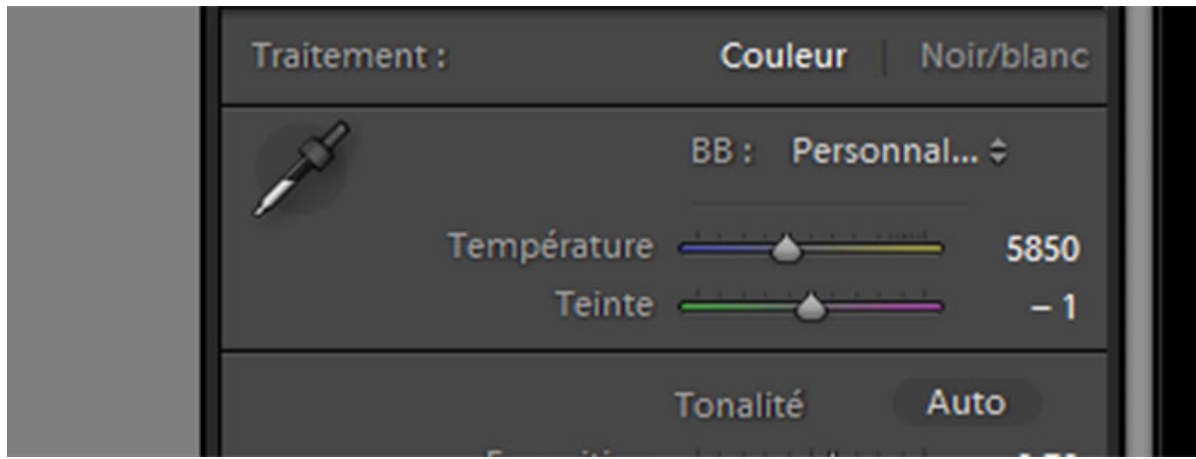 Traitement : Couleur | Noir/blanc
BB : Personnal...
Température 5850
Teinte – 1
Tonalité Auto